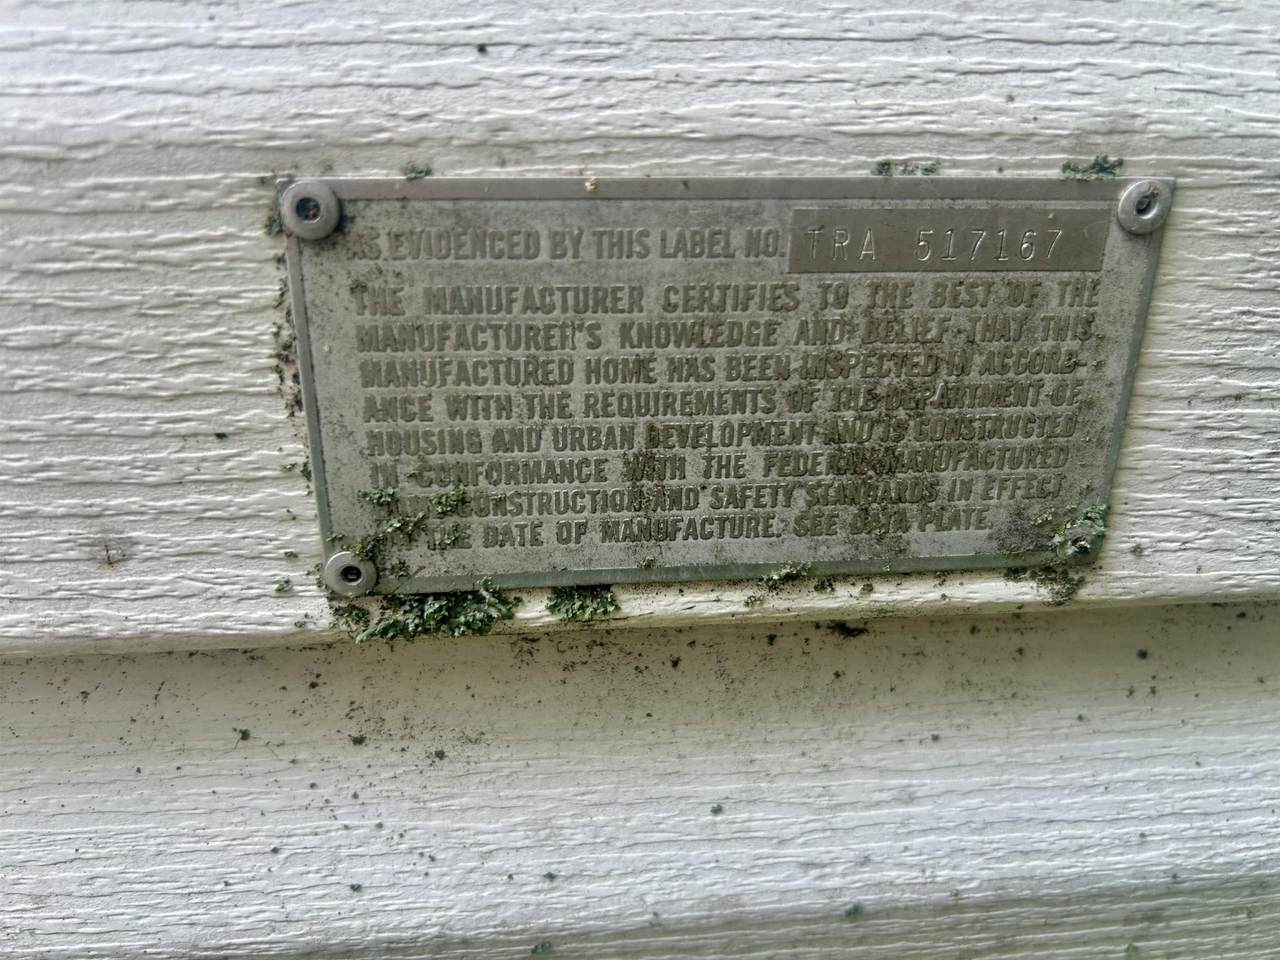 AS EVIDENCED BY THIS LABEL NO. TRA 517167
THE MANUFACTURER CERTIFIES TO THE BEST OF THE
MANUFACTURER'S KNOWLEDGE AND BELIEF THAT THIS
MANUFACTURED HOME HAS BEEN INSPECTED IN ACCORD-
ANCE WITH THE REQUIREMENTS OF THE DEPARTMENT OF
HOUSING AND URBAN DEVELOPMENT AND IS CONSTRUCTED
IN CONFORMANCE WITH THE FEDERAL MANUFACTURED
CONSTRUCTION AND SAFETY STANDARDS IN EFFECT
THE DATE OF MANUFACTURE. SEE DATA PLATE.